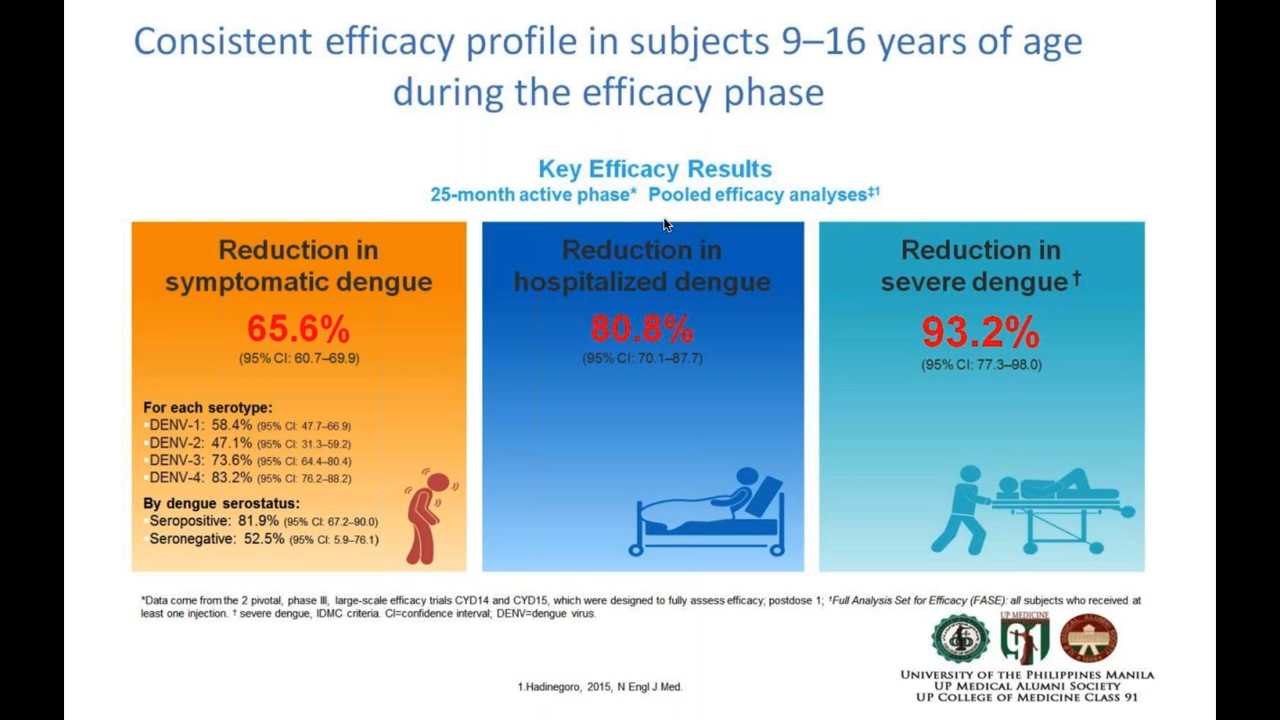 Consistent efficacy profile in subjects 9–16 years of age
during the efficacy phase
Key Efficacy Results
25-month active phase* Pooled efficacy analyses‡1
Reduction in
symptomatic dengue
65.6%
(95% CI: 60.7–69.9)
For each serotype:
DENV-1: 58.4% (95% CI: 47.7–66.9)
DENV-2: 47.1% (95% CI: 31.3–59.2)
DENV-3: 73.6% (95% CI: 64.4–80.4)
DENV-4: 83.2% (95% CI: 76.2–88.2)
By dengue serostatus:
Seropositive: 81.9% (95% CI: 67.2–90.0)
Seronegative: 52.5% (95% CI: 5.9–76.1)
Reduction in
hospitalized dengue
80.8%
(95% CI: 70.1–87.7)
Reduction in
severe dengue†
93.2%
(95% CI: 77.3–98.0)
*Data come from the 2 pivotal, phase III, large-scale efficacy trials CYD14 and CYD15, which were designed to fully assess efficacy, postdose 1; †Full Analysis Set for Efficacy (FASE): all subjects who received at
least one injection. † severe dengue, IDMC criteria. CI=confidence interval; DENV=dengue virus.
UP MEDICINE
91
UNIVERSITY OF THE PHILIPPINES MANILA
UP MEDICAL ALUMNI SOCIETY
UP COLLEGE OF MEDICINE CLASS 91
1.Hadinegoro, 2015, N Engl J Med.